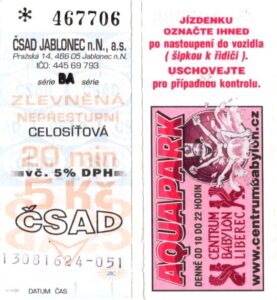 * 467706
ČSAD JABLONEC n.N., a.s.
Pražská 14, 466 05 Jablonec n.N.
IČO: 445 69 793
série BA série
ZLEVNĚNÁ
NEPŘESTUPNÍ
CELOSÍŤOVÁ
20 min
5 Kč
vč. 5% DPH
ČSAD
13081624-051
DATUM ČAS
JÍZDENKU
OZNAČTE IHNED
po nastoupení do vozidla
( šipkou k řidiči ).
USCHOVEJTE
pro případnou kontrolu.
AQUAPARK
DENNĚ OD 10 DO 22 HODIN
CENTRUM
BABYLON
LIBEREC
www.centrumbabylon.cz